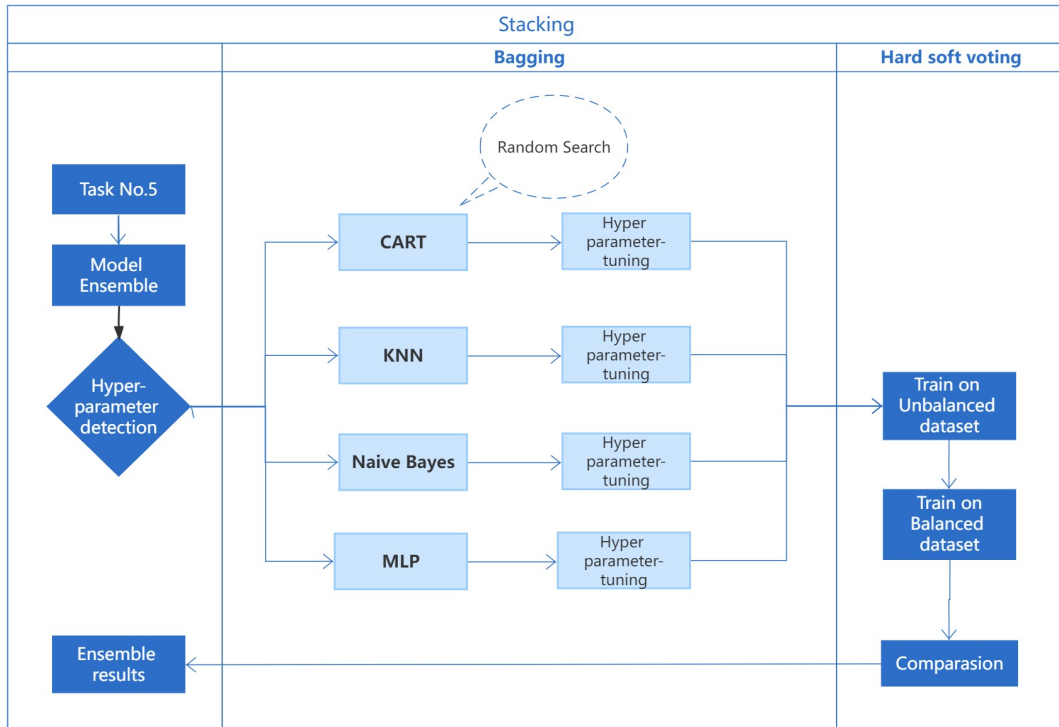 Stacking
Bagging
Hard soft voting
Random Search
Task No.5
Model
Ensemble
Hyper-
parameter
detection
CART
Hyper
parameter-
tuning
KNN
Hyper
parameter-
tuning
Naive Bayes
Hyper
parameter-
tuning
MLP
Hyper
parameter-
tuning
Train on
Unbalanced
dataset
Train on
Balanced
dataset
Comparasion
Ensemble
results